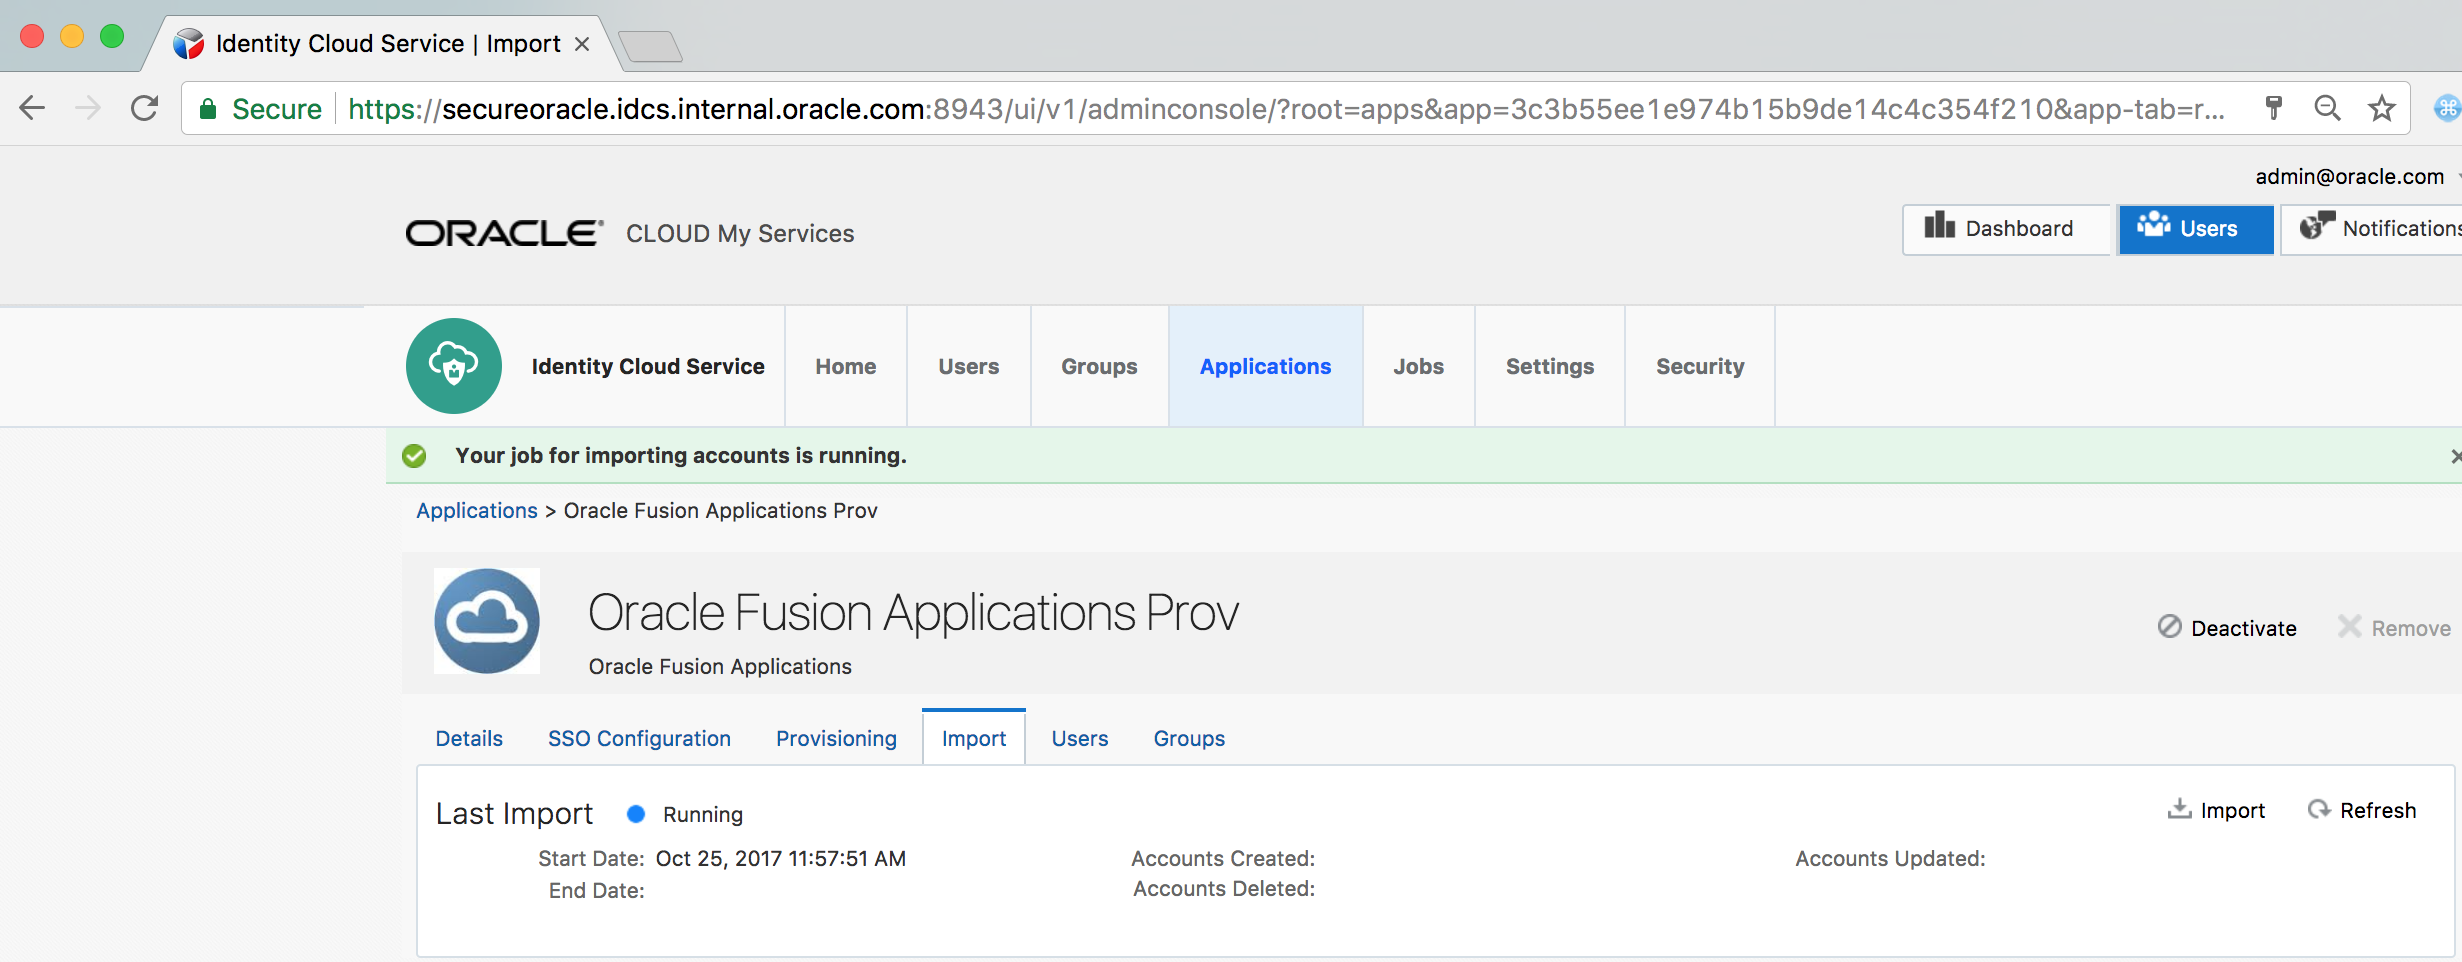 Identity Cloud Service | Import
Secure https://secureoracle.idcs.internal.oracle.com:8943/ui/v1/adminconsole/?root=apps&app=3c3b55ee1e974b15b9de14c4c354f210&app-tab=r...
admin@oracle.com
ORACLE® CLOUD My Services
Dashboard Users Notifications
Identity Cloud Service Home Users Groups Applications Jobs Settings Security
Your job for importing accounts is running.
Applications > Oracle Fusion Applications Prov
Oracle Fusion Applications Prov
Deactivate Remove
Oracle Fusion Applications
Details SSO Configuration Provisioning Import Users Groups
Last Import Running Import Refresh
Start Date: Oct 25, 2017 11:57:51 AM Accounts Created: Accounts Updated:
End Date: Accounts Deleted: